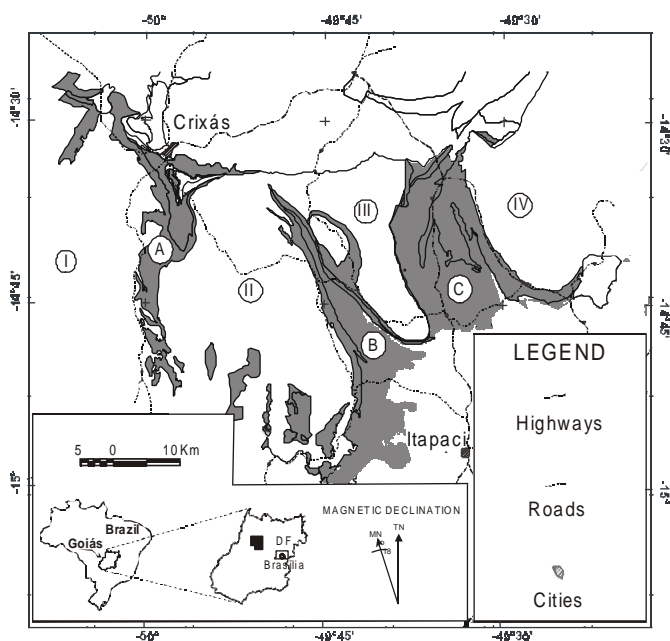 -50° -49°45' -49°30'
-14°30' -14°30'
Crixás
III IV
A
I
II C
-14°45' -14°45'
B
LEGEND
Highways
Itapaci
5 0 10 Km
-15° -15°
Roads
MAGNETIC DECLINATION
Brazil
Goiás
DF
Brasília
MN TN
Cities
-50° -49°45' -49°30'